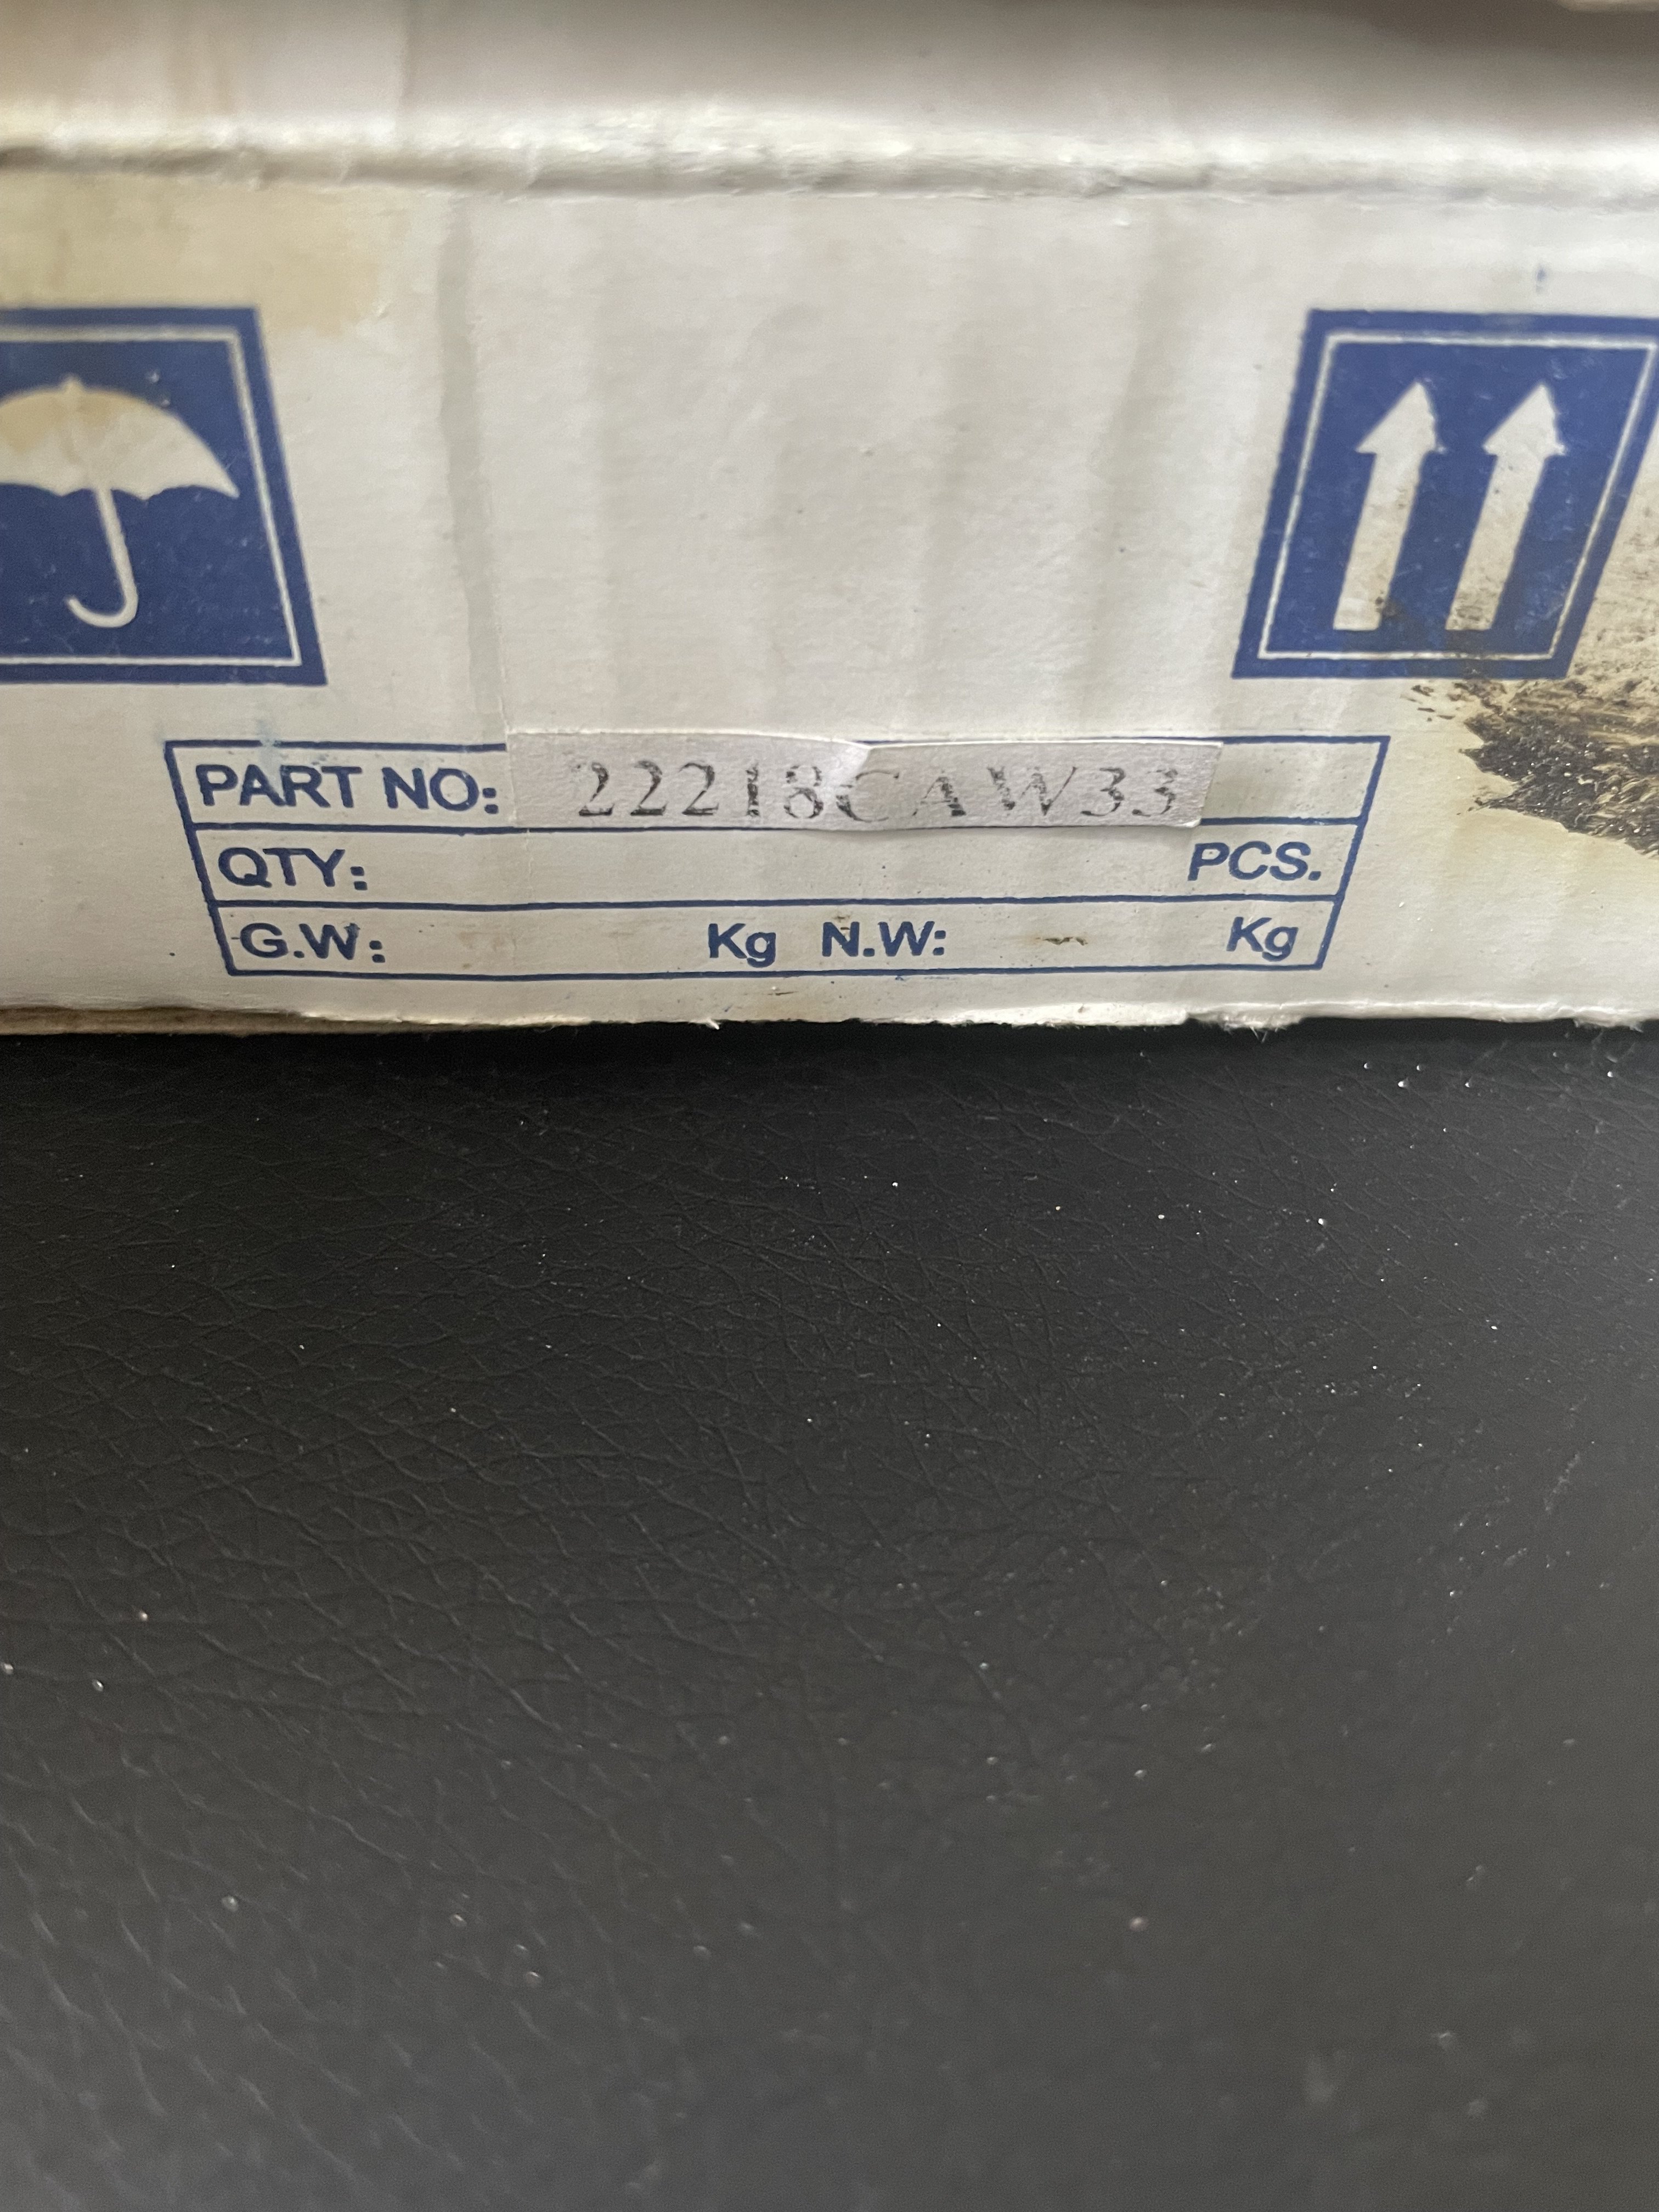 PART NO: 22218CAW33
QTY: PCS.
G.W: Kg N.W: Kg